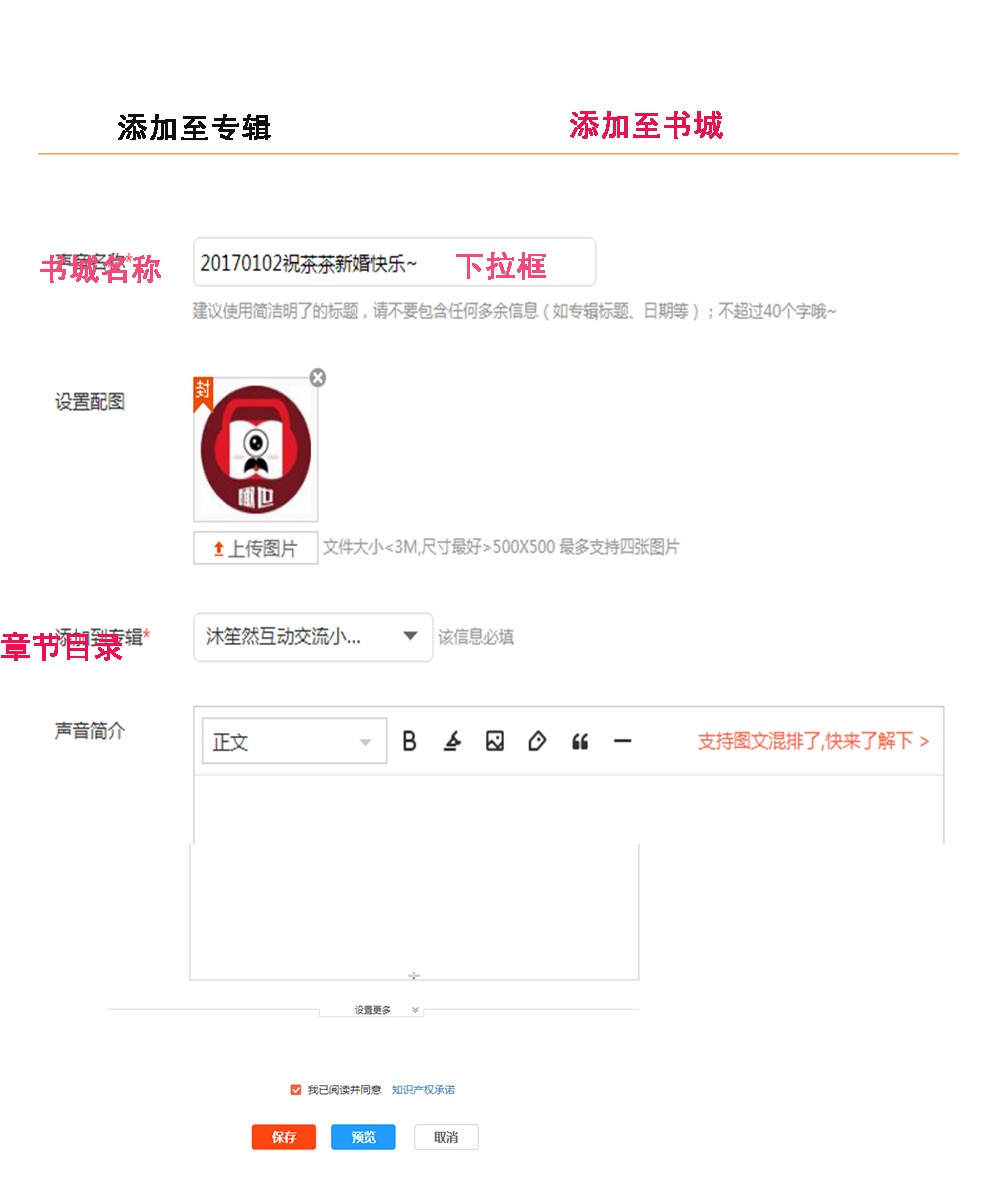 添加至专辑 添加至书城
书城名称 20170102祝茶茶新婚快乐~ 下拉框
建议使用简洁明了的标题，请不要包含任何多余信息（如专辑标题、日期等）；不超过40个字哦~
设置配图
封
上传图片 文件大小<3M,尺寸最好>500X500 最多支持四张图片
添加到专辑*
章节目录 沐笙然互动交流小... 该信息必填
声音简介
正文 B 支持图文混排了,快来了解下 >
设置更多
我已阅读并同意 知识产权承诺
保存 预览 取消